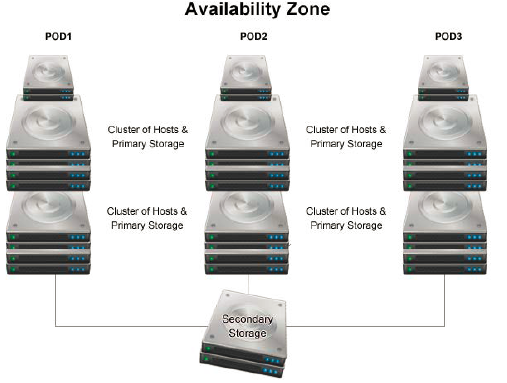 Availability Zone
POD1
POD2
POD3
Cluster of Hosts &
Primary Storage
Cluster of Hosts &
Primary Storage
Cluster of Hosts &
Primary Storage
Cluster of Hosts &
Primary Storage
Secondary
Storage